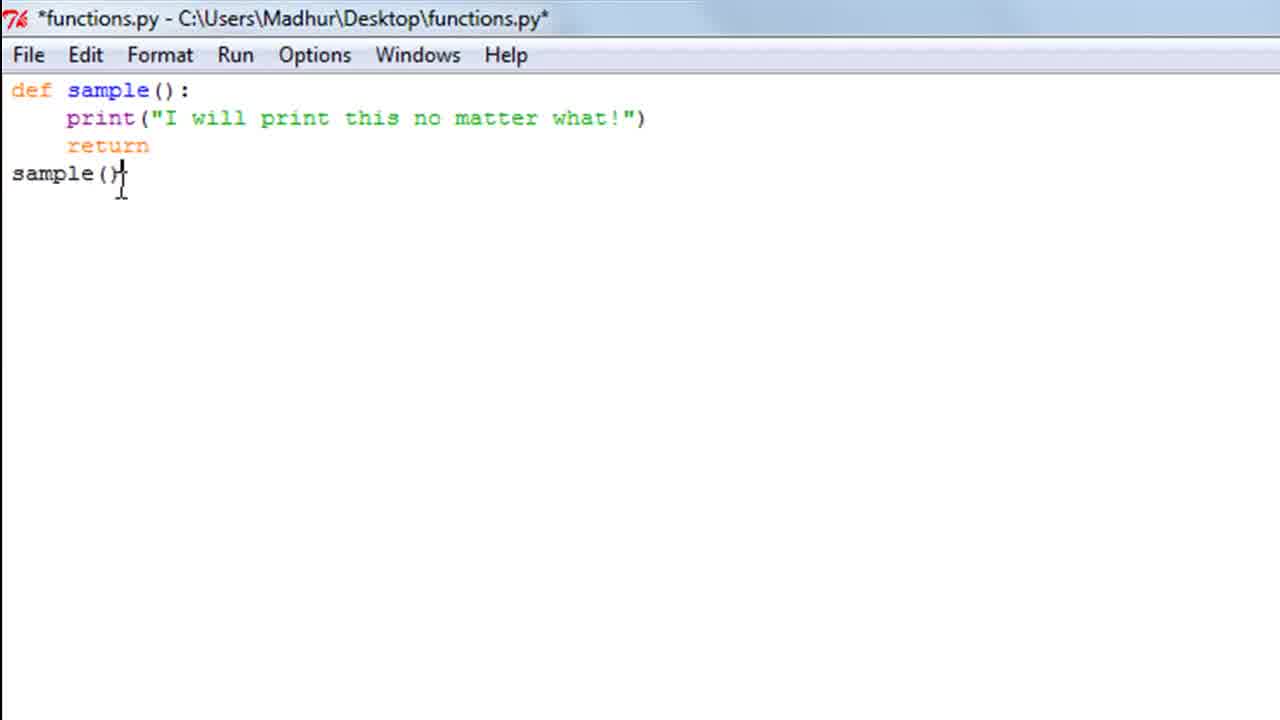 *functions.py - C:\Users\Madhur\Desktop\functions.py*
File Edit Format Run Options Windows Help
def sample():
    print("I will print this no matter what!")
    return
sample()